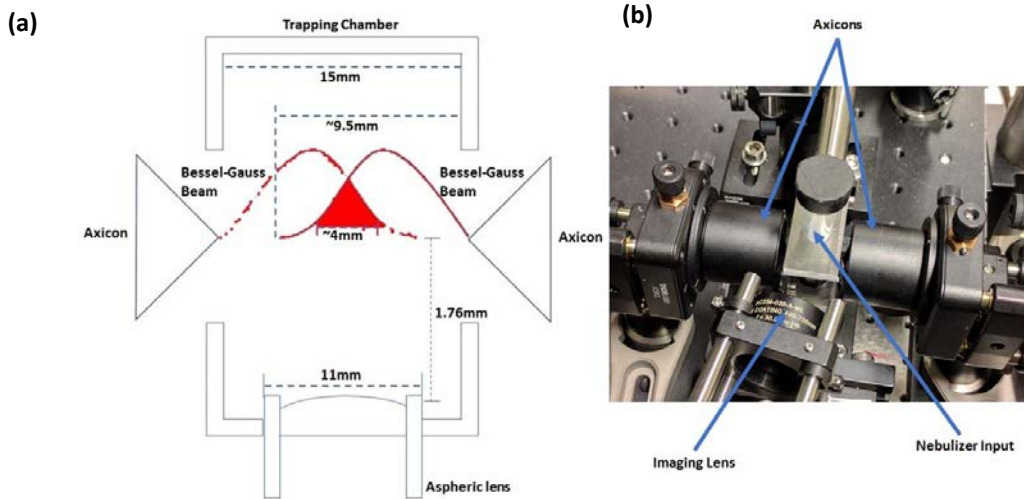 (a)
Trapping Chamber
15mm
~9.5mm
Bessel-Gauss
Beam
Bessel-Gauss
Beam
Axicon
Axicon
~4mm
1.76mm
11mm
Aspheric lens
(b)
Axicons
COATING
Imaging Lens
Nebulizer Input